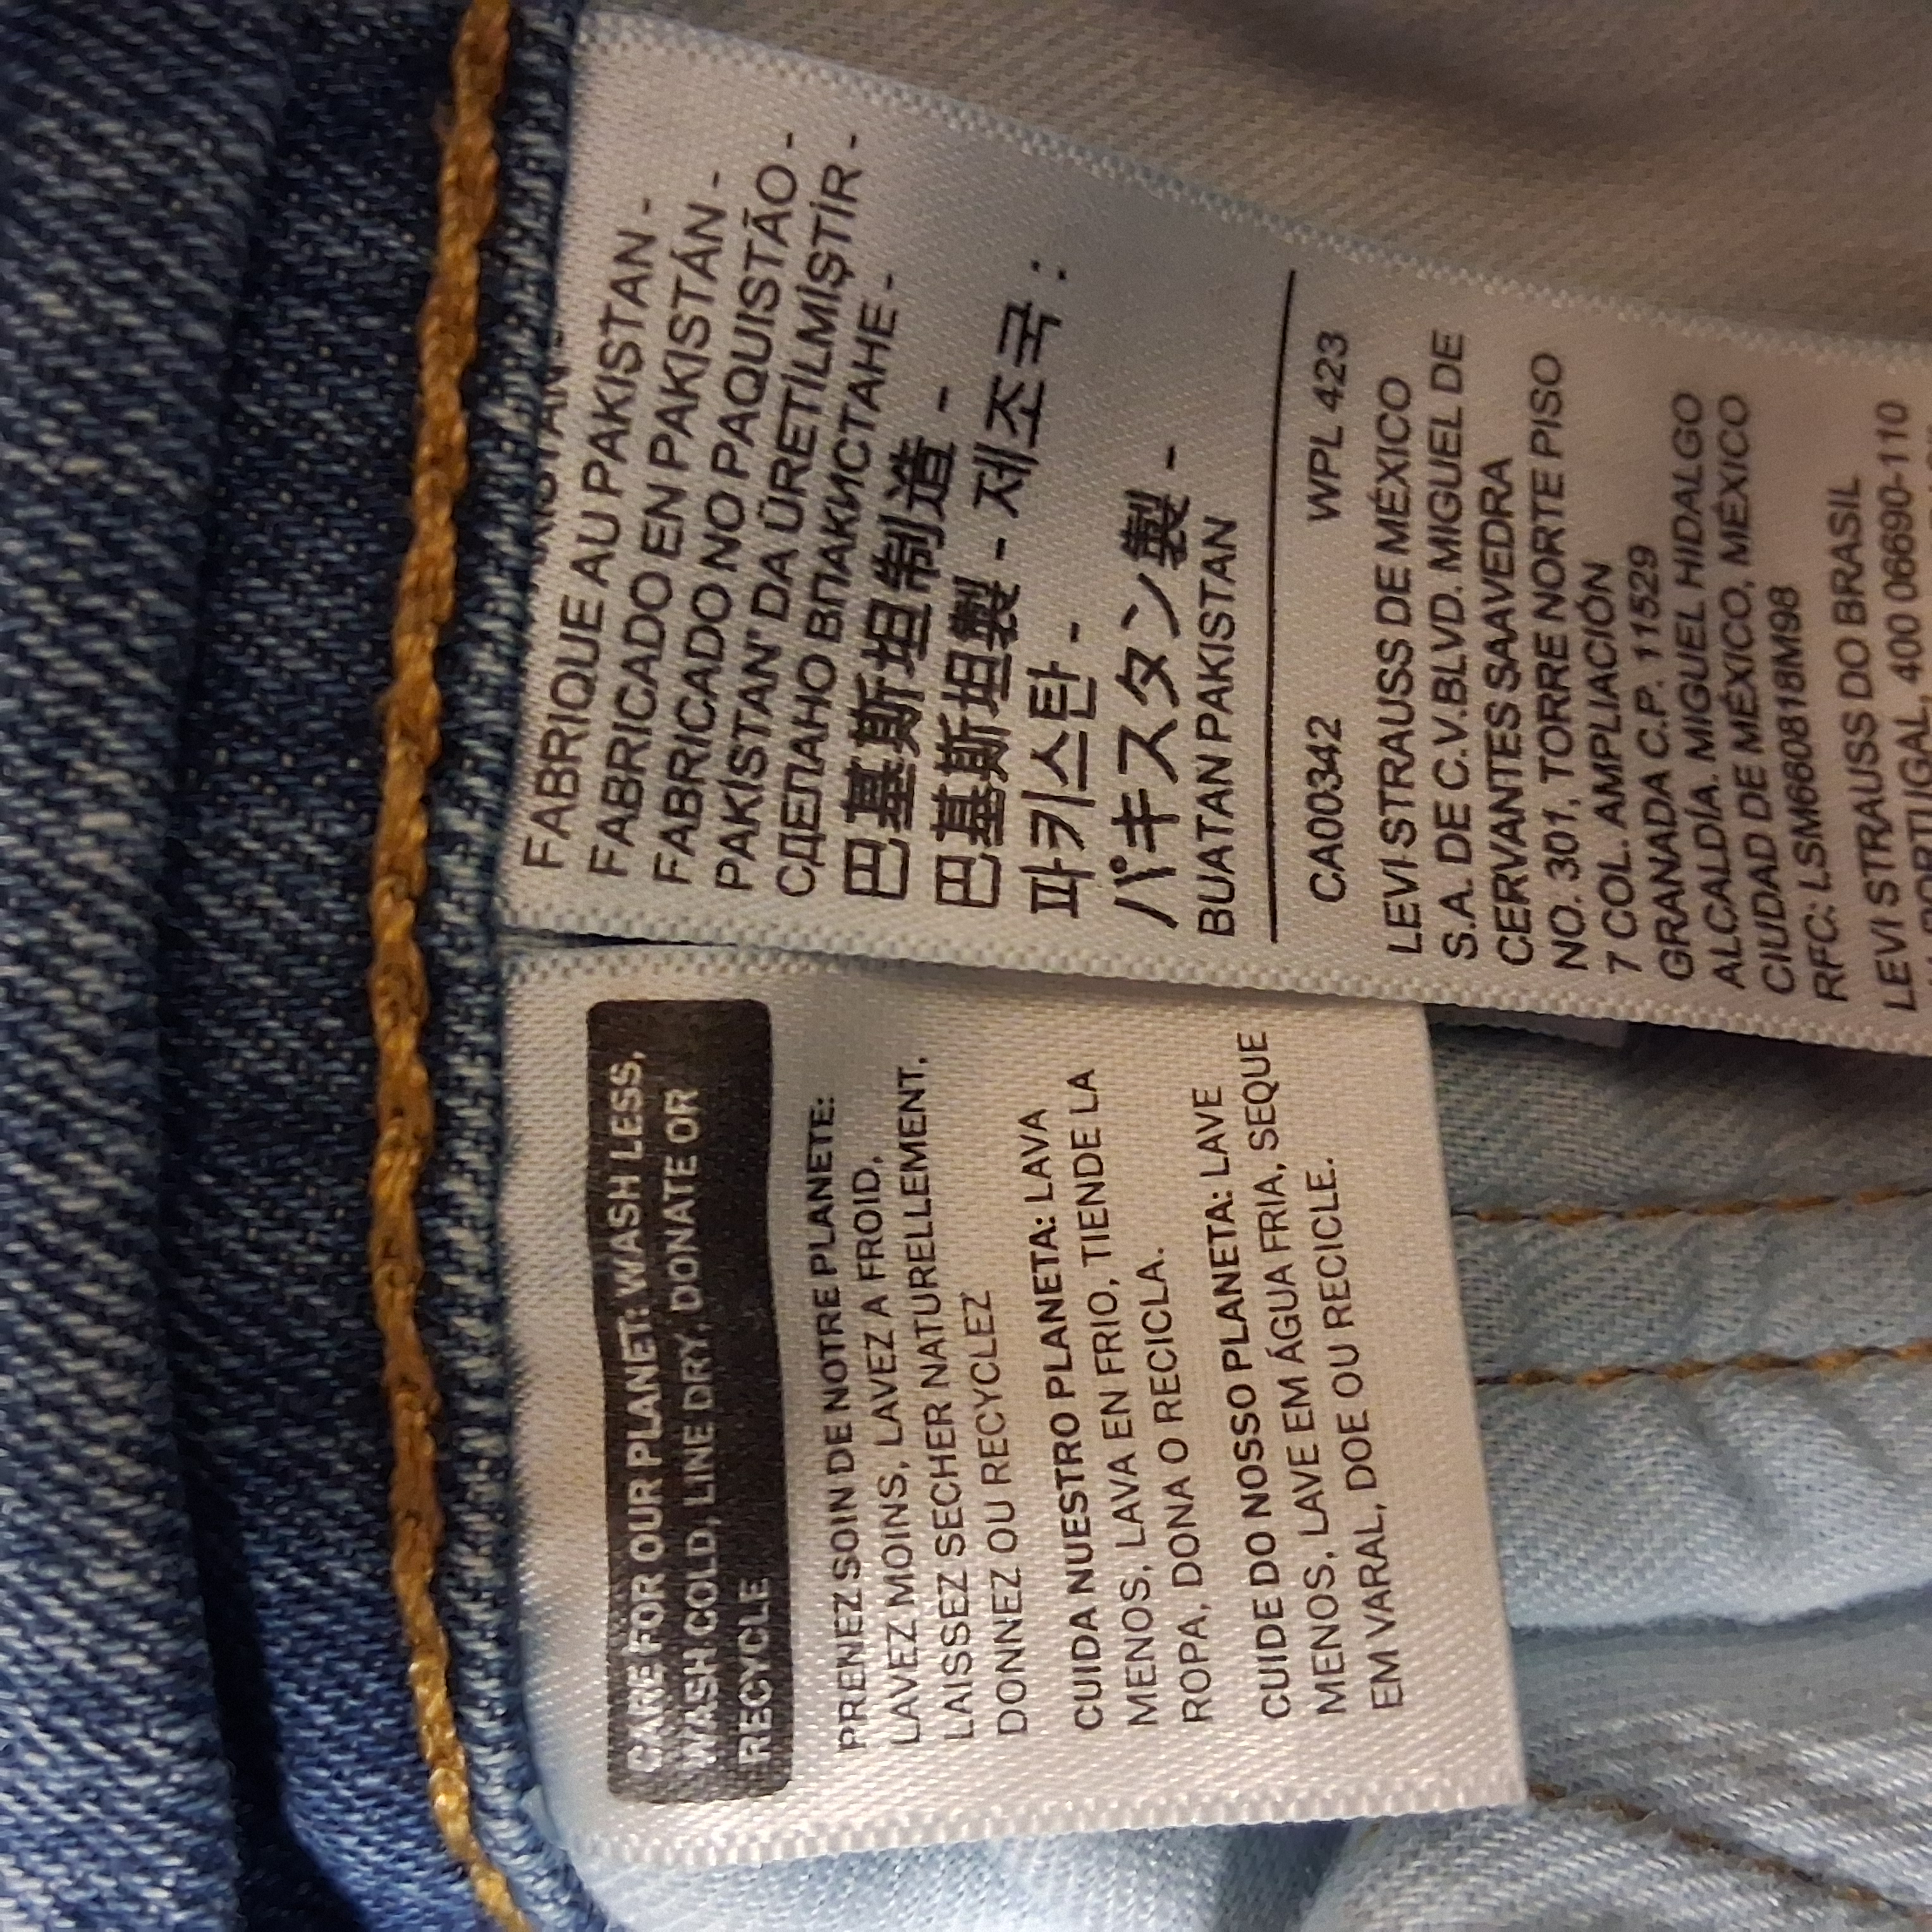 FABRIQUE AU PAKISTAN -
FABRICADO EN PAKISTÁN -
FABRICADO NO PAQUISTÃO -
PAKİSTAN' DA ÜRETİLMİŞTİR -
СДЕПАНО ВПАКИСТАНЕ -
巴基斯坦制造 -
巴基斯坦製 - 제조국 :
파키스탄 -
パキスタン製 -
BUATAN PAKISTAN
CA00342 WPL 423
LEVI STRAUSS DE MÉXICO
S.A. DE C.V.BLVD. MIGUEL DE
CERVANTES SAAVEDRA
NO. 301, TORRE NORTE PISO
7 COL. AMPLIACIÓN
GRANADA C.P. 11529
ALCALDÍA. MIGUEL HIDALGO
CIUDAD DE MÉXICO, MÉXICO
RFC: LSM660818M98
LEVI STRAUSS DO BRASIL
PORTUGAL, 400 06690-110
CARE FOR OUR PLANET: WASH LESS,
WASH COLD, LINE DRY, DONATE OR
RECYCLE
PRENEZ SOIN DE NOTRE PLANETE:
LAVEZ MOINS, LAVEZ A FROID,
LAISSEZ SECHER NATURELLEMENT,
DONNEZ OU RECYCLEZ
CUIDA NUESTRO PLANETA: LAVA
MENOS, LAVA EN FRIO, TIENDE LA
ROPA, DONA O RECICLA.
CUIDE DO NOSSO PLANETA: LAVE
MENOS, LAVE EM ÁGUA FRIA, SEQUE
EM VARAL, DOE OU RECICLE.